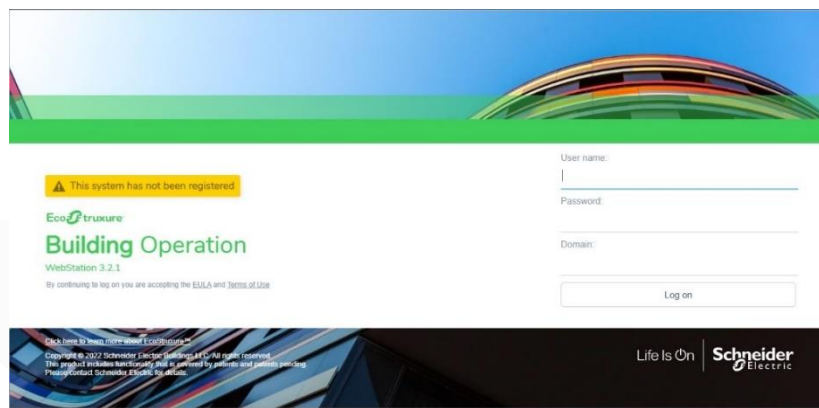 This system has not been registered
EcoStruxure
Building Operation
WebStation 3.2.1
By continuing to log on you are accepting the EULA and Terms of Use
User name:
Password:
Domain:
Log on
Click here to learn more about EcoStruxure™
Copyright © 2022 Schneider Electric Buildings LLC. All rights reserved.
This product includes functionality that is covered by patents and patents pending.
Please contact Schneider Electric for details.
Life Is On
Schneider
Electric